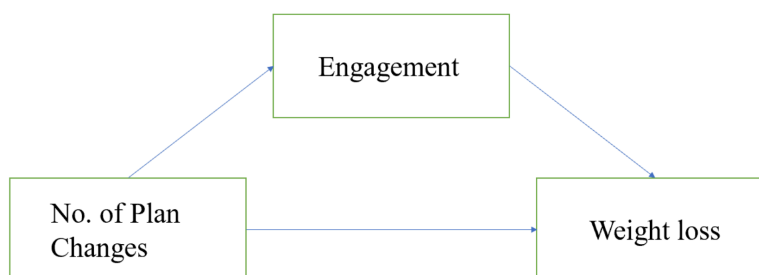 Engagement
No. of Plan
Changes
Weight loss